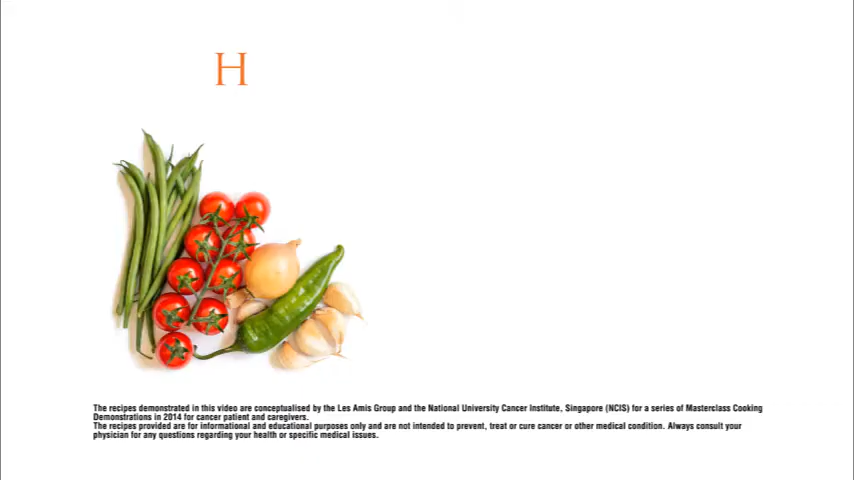 H
The recipes demonstrated in this video are conceptualised by the Les Amis Group and the National University Cancer Institute, Singapore (NCIS) for a series of Masterclass Cooking
Demonstrations in 2014 for cancer patient and caregivers.
The recipes provided are for informational and educational purposes only and are not intended to prevent, treat or cure cancer or other medical condition. Always consult your
physician for any questions regarding your health or specific medical issues.